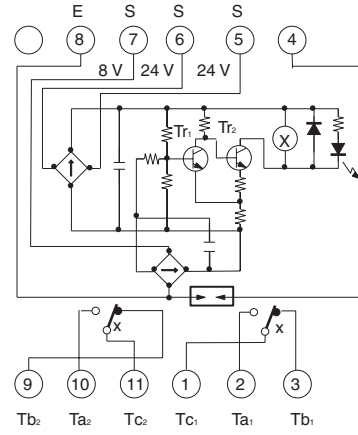 E S S S
8 7 6 5 4
8 V 24 V 24 V
Tr₁ Tr₂
X
x x
9 10 11 1 2 3
Tb₂ Ta₂ Tc₂ Tc₁ Ta₁ Tb₁